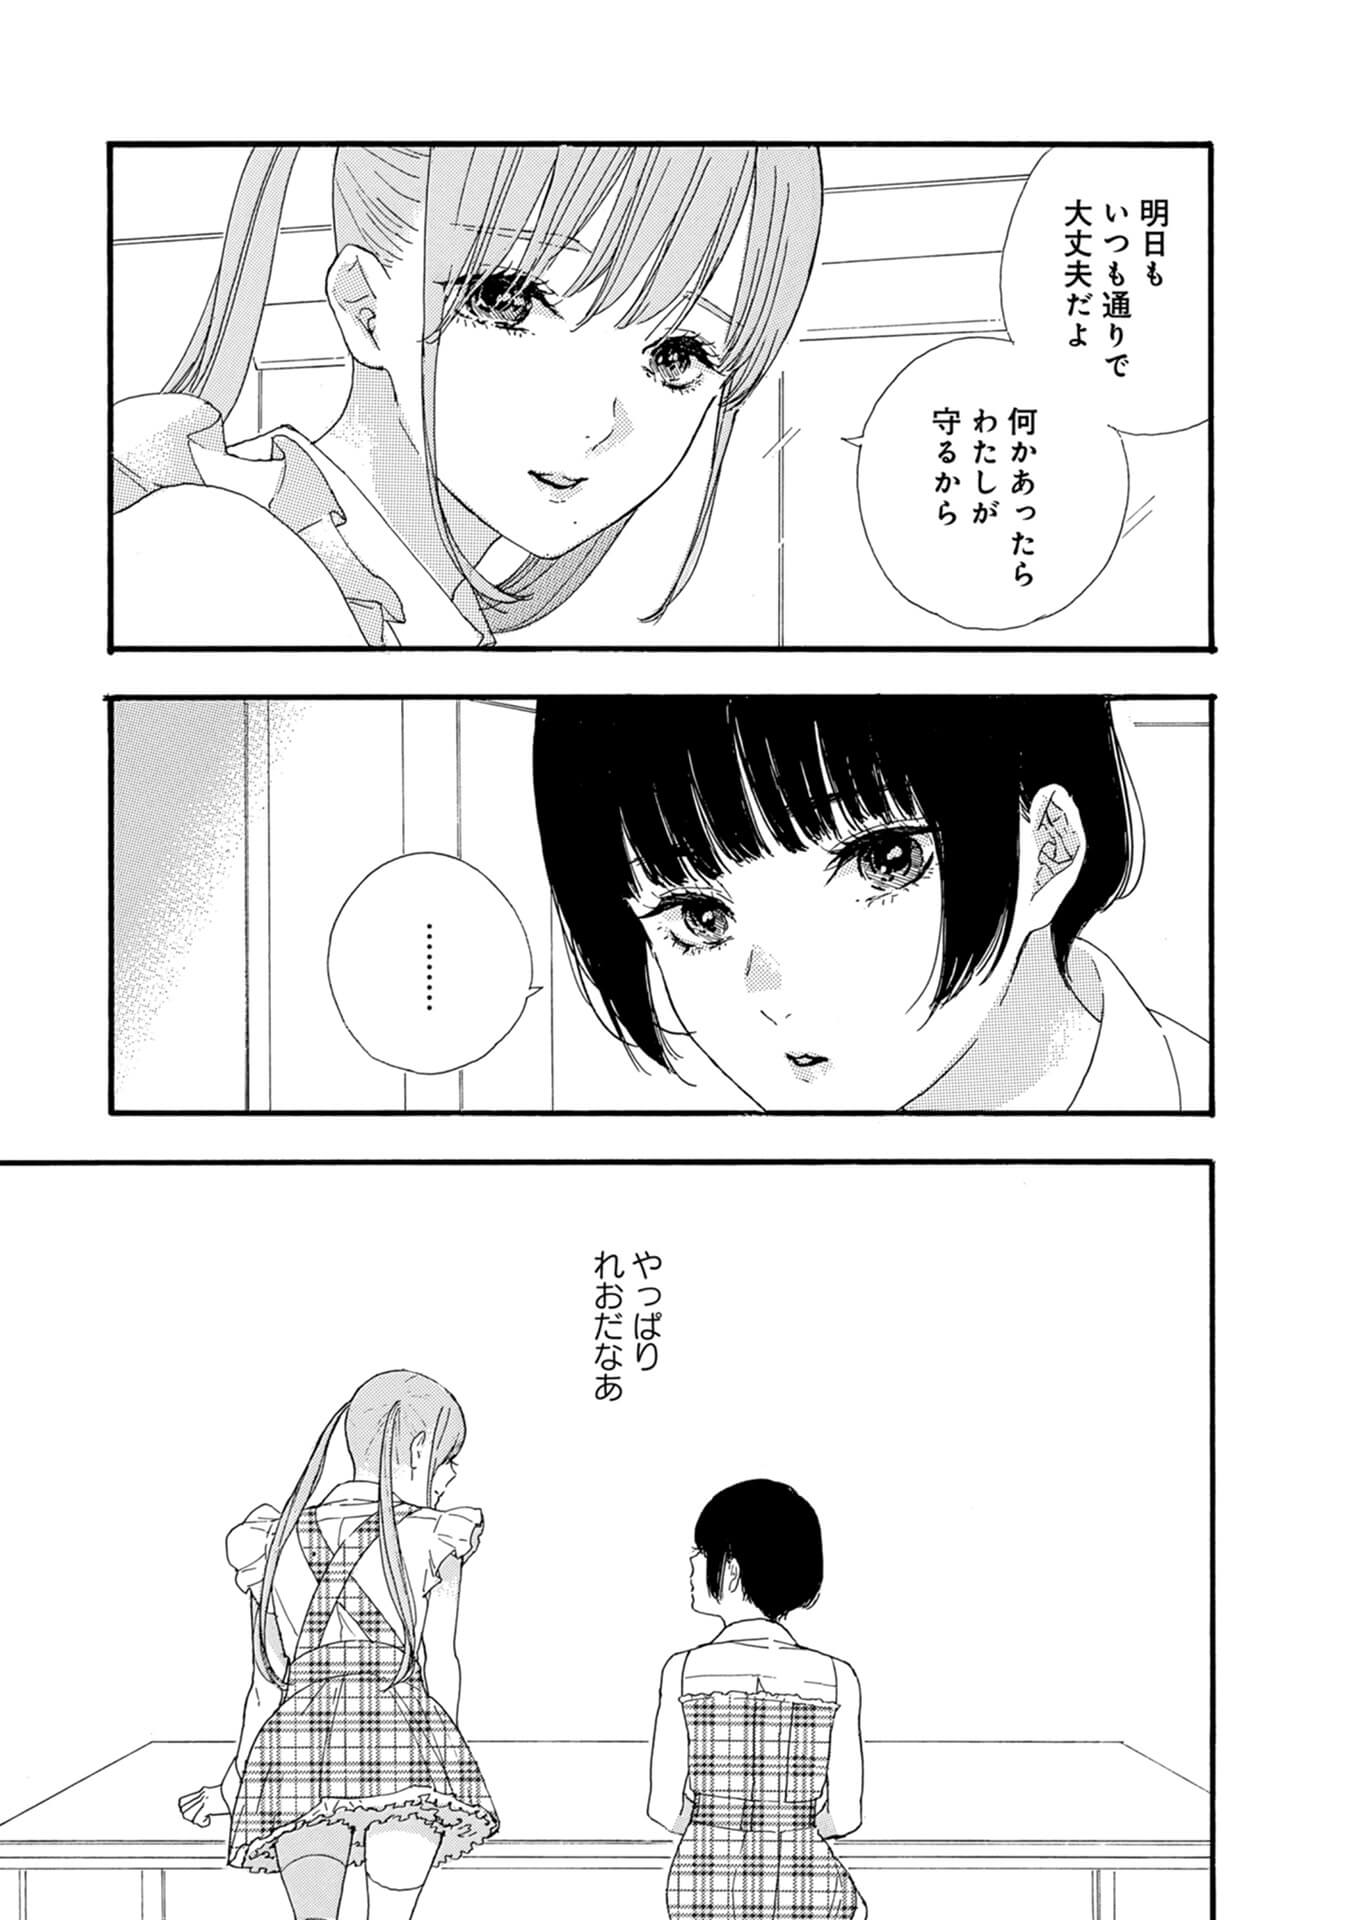 明日も
いつも通りで
大丈夫だよ
何かあったら
わたしが
守るから
………
やっぱり
れおだなあ